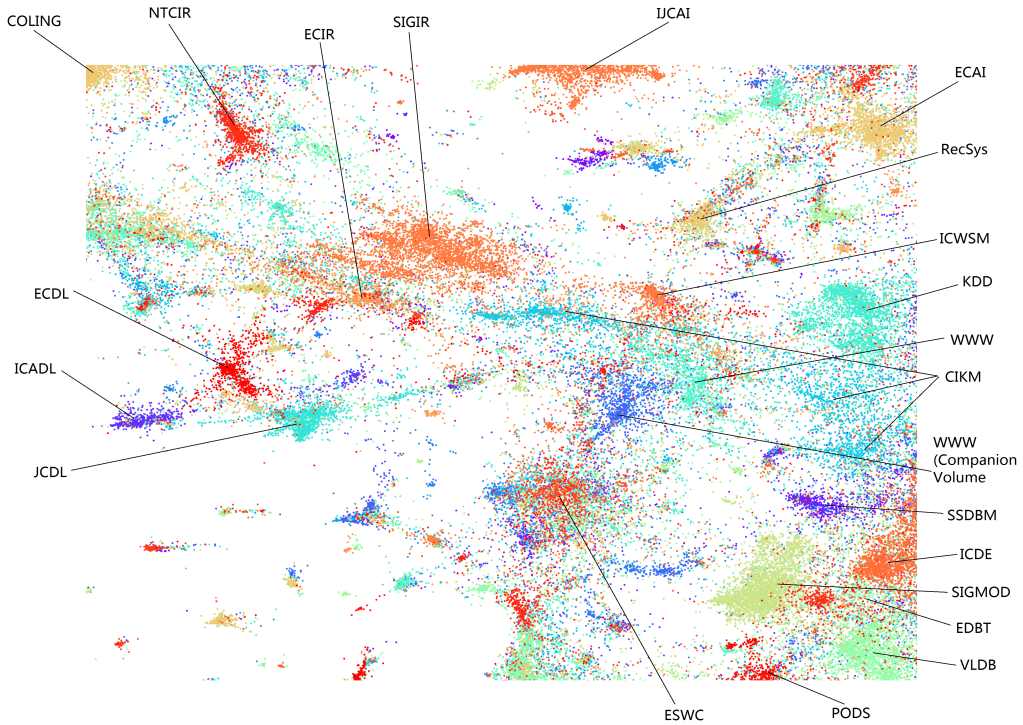 COLING
NTCIR
ECIR
SIGIR
IJCAI
ECAI
RecSys
ICWSM
KDD
WWW
CIKM
WWW
(Companion
Volume
SSDBM
ICDE
SIGMOD
EDBT
VLDB
PODS
ESWC
ECDL
ICADL
JCDL